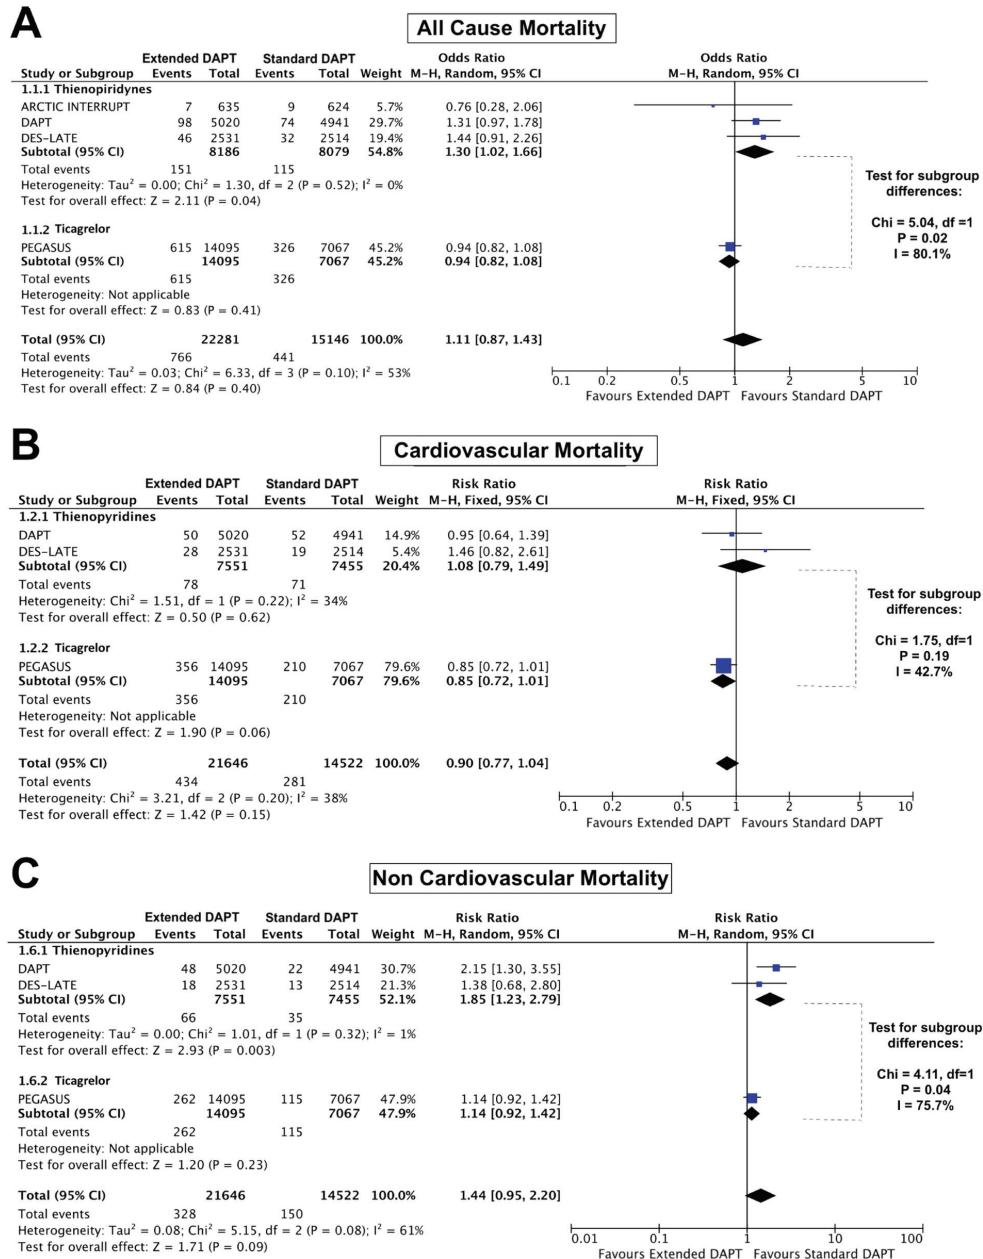 A
All Cause Mortality
Extended DAPT Standard DAPT Odds Ratio Odds Ratio
Study or Subgroup Events Total Events Total Weight M-H, Random, 95% CI M-H, Random, 95% CI
1.1.1 Thienopiridynes
ARCTIC INTERRUPT 7 635 9 624 5.7% 0.76 [0.28, 2.06]
DAPT 98 5020 74 4941 29.7% 1.31 [0.97, 1.78]
DES-LATE 46 2531 32 2514 19.4% 1.44 [0.91, 2.26]
Subtotal (95% CI) 8186 8079 54.8% 1.30 [1.02, 1.66]
Total events 151 115
Heterogeneity: Tau² = 0.00; Chi² = 1.30, df = 2 (P = 0.52); I² = 0%
Test for overall effect: Z = 2.11 (P = 0.04)
Test for subgroup
differences:
Chi = 5.04, df =1
P = 0.02
I = 80.1%
1.1.2 Ticagrelor
PEGASUS 615 14095 326 7067 45.2% 0.94 [0.82, 1.08]
Subtotal (95% CI) 14095 7067 45.2% 0.94 [0.82, 1.08]
Total events 615 326
Heterogeneity: Not applicable
Test for overall effect: Z = 0.83 (P = 0.41)
Total (95% CI) 22281 15146 100.0% 1.11 [0.87, 1.43]
Total events 766 441
Heterogeneity: Tau² = 0.03; Chi² = 6.33, df = 3 (P = 0.10); I² = 53%
Test for overall effect: Z = 0.84 (P = 0.40)
0.1 0.2 0.5 1 2 5 10
Favours Extended DAPT Favours Standard DAPT
B
Cardiovascular Mortality
Extended DAPT Standard DAPT Risk Ratio Risk Ratio
Study or Subgroup Events Total Events Total Weight M-H, Fixed, 95% CI M-H, Fixed, 95% CI
1.2.1 Thienopyridines
DAPT 50 5020 52 4941 14.9% 0.95 [0.64, 1.39]
DES-LATE 28 2531 19 2514 5.4% 1.46 [0.82, 2.61]
Subtotal (95% CI) 7551 7455 20.4% 1.08 [0.79, 1.49]
Total events 78 71
Heterogeneity: Chi² = 1.51, df = 1 (P = 0.22); I² = 34%
Test for overall effect: Z = 0.50 (P = 0.62)
Test for subgroup
differences:
Chi = 1.75, df=1
P = 0.19
I = 42.7%
1.2.2 Ticagrelor
PEGASUS 356 14095 210 7067 79.6% 0.85 [0.72, 1.01]
Subtotal (95% CI) 14095 7067 79.6% 0.85 [0.72, 1.01]
Total events 356 210
Heterogeneity: Not applicable
Test for overall effect: Z = 1.90 (P = 0.06)
Total (95% CI) 21646 14522 100.0% 0.90 [0.77, 1.04]
Total events 434 281
Heterogeneity: Chi² = 3.21, df = 2 (P = 0.20); I² = 38%
Test for overall effect: Z = 1.42 (P = 0.15)
0.1 0.2 0.5 1 2 5 10
Favours Extended DAPT Favours Standard DAPT
C
Non Cardiovascular Mortality
Extended DAPT Standard DAPT Risk Ratio Risk Ratio
Study or Subgroup Events Total Events Total Weight M-H, Random, 95% CI M-H, Random, 95% CI
1.6.1 Thienopyridines
DAPT 48 5020 22 4941 30.7% 2.15 [1.30, 3.55]
DES-LATE 18 2531 13 2514 21.3% 1.38 [0.68, 2.80]
Subtotal (95% CI) 7551 7455 52.1% 1.85 [1.23, 2.79]
Total events 66 35
Heterogeneity: Tau² = 0.00; Chi² = 1.01, df = 1 (P = 0.32); I² = 1%
Test for overall effect: Z = 2.93 (P = 0.003)
Test for subgroup
differences:
Chi = 4.11, df=1
P = 0.04
I = 75.7%
1.6.2 Ticagrelor
PEGASUS 262 14095 115 7067 47.9% 1.14 [0.92, 1.42]
Subtotal (95% CI) 14095 7067 47.9% 1.14 [0.92, 1.42]
Total events 262 115
Heterogeneity: Not applicable
Test for overall effect: Z = 1.20 (P = 0.23)
Total (95% CI) 21646 14522 100.0% 1.44 [0.95, 2.20]
Total events 328 150
Heterogeneity: Tau² = 0.08; Chi² = 5.15, df = 2 (P = 0.08); I² = 61%
Test for overall effect: Z = 1.71 (P = 0.09)
0.01 0.1 1 10 100
Favours Extended DAPT Favours Standard DAPT